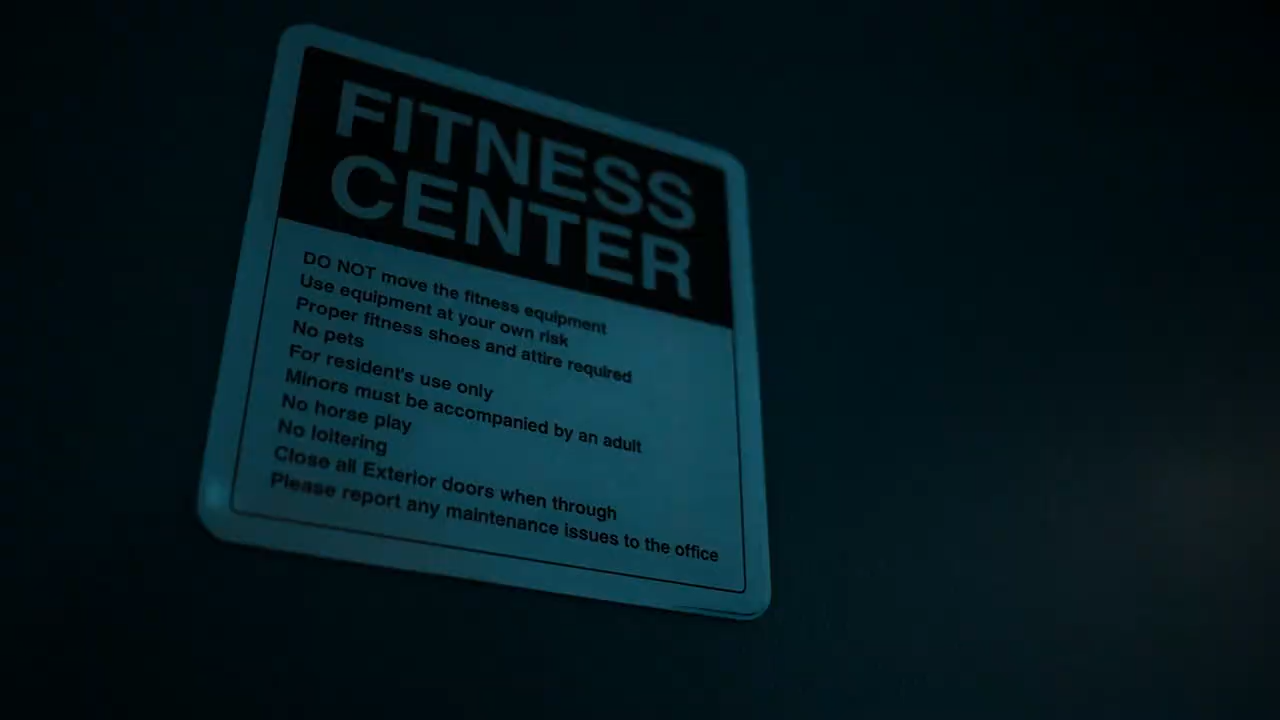 FITNESS
CENTER
DO NOT move the fitness equipment
Use equipment at your own risk
Proper fitness shoes and attire required
No pets
For resident's use only
Minors must be accompanied by an adult
No horse play
No loitering
Close all Exterior doors when through
Please report any maintenance issues to the office